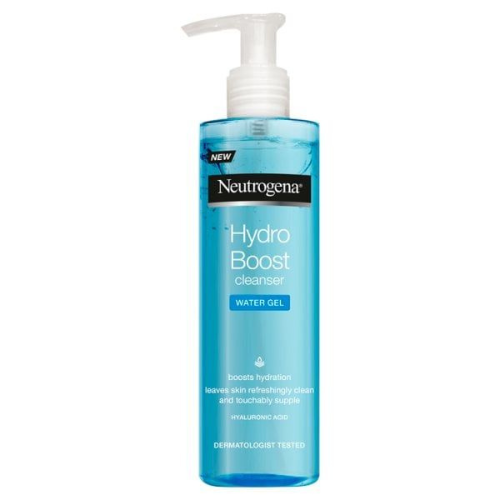 NEW
Neutrogena®
Hydro
Boost
cleanser
WATER GEL
boosts hydration
leaves skin refreshingly clean
and touchably supple
HYALURONIC ACID
DERMATOLOGIST TESTED